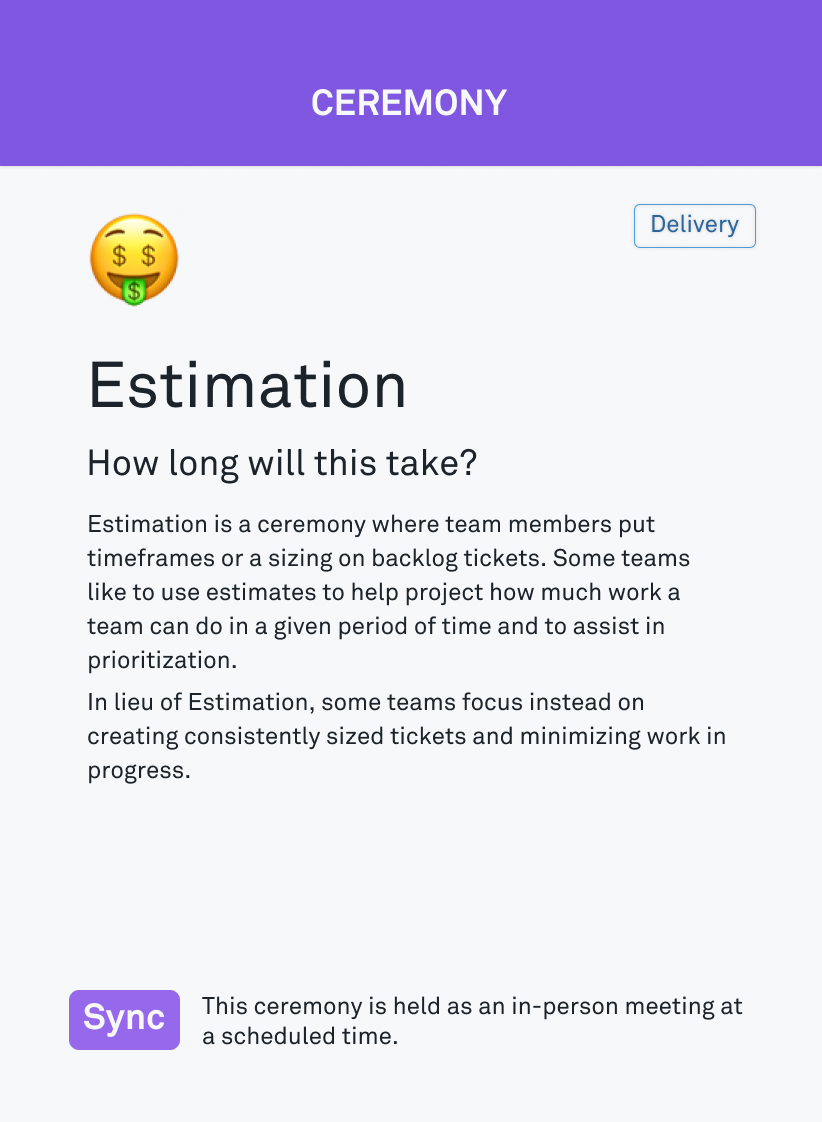 CEREMONY
Delivery
Estimation
How long will this take?
Estimation is a ceremony where team members put
timeframes or a sizing on backlog tickets. Some teams
like to use estimates to help project how much work a
team can do in a given period of time and to assist in
prioritization.
In lieu of Estimation, some teams focus instead on
creating consistently sized tickets and minimizing work in
progress.
Sync
This ceremony is held as an in-person meeting at
a scheduled time.